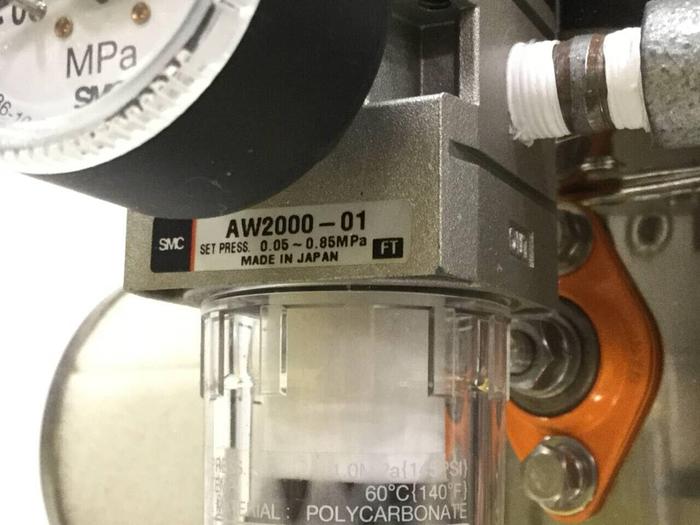 MPa
SMC
SMC
AW2000-01
SET PRESS. 0.05~0.85MPa FT
MADE IN JAPAN
60°C{140°F}
POLYCARBONATE